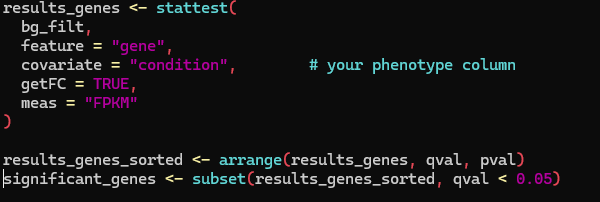 results_genes <- stattest(
  bg_filt,
  feature = "gene",
  covariate = "condition",        # your phenotype column
  getFC = TRUE,
  meas = "FPKM"
)
results_genes_sorted <- arrange(results_genes, qval, pval)
significant_genes <- subset(results_genes_sorted, qval < 0.05)